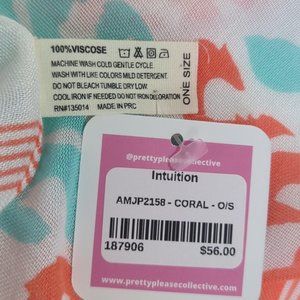 100%VISCOSE
MACHINE WASH COLD GENTLE CYCLE.
WASH WITH LIKE COLORS MILD DETERGENT.
DO NOT BLEACH TUMBLE DRY LOW.
COOL IRON IF NEEDED DO NOT IRON DECORATION
RN#135014 MADE IN PRC
ONE SIZE
@prettypleasecollective
Intuition
AMJP2158 - CORAL - O/S
187906 $56.00
www.prettypleasecollective.com